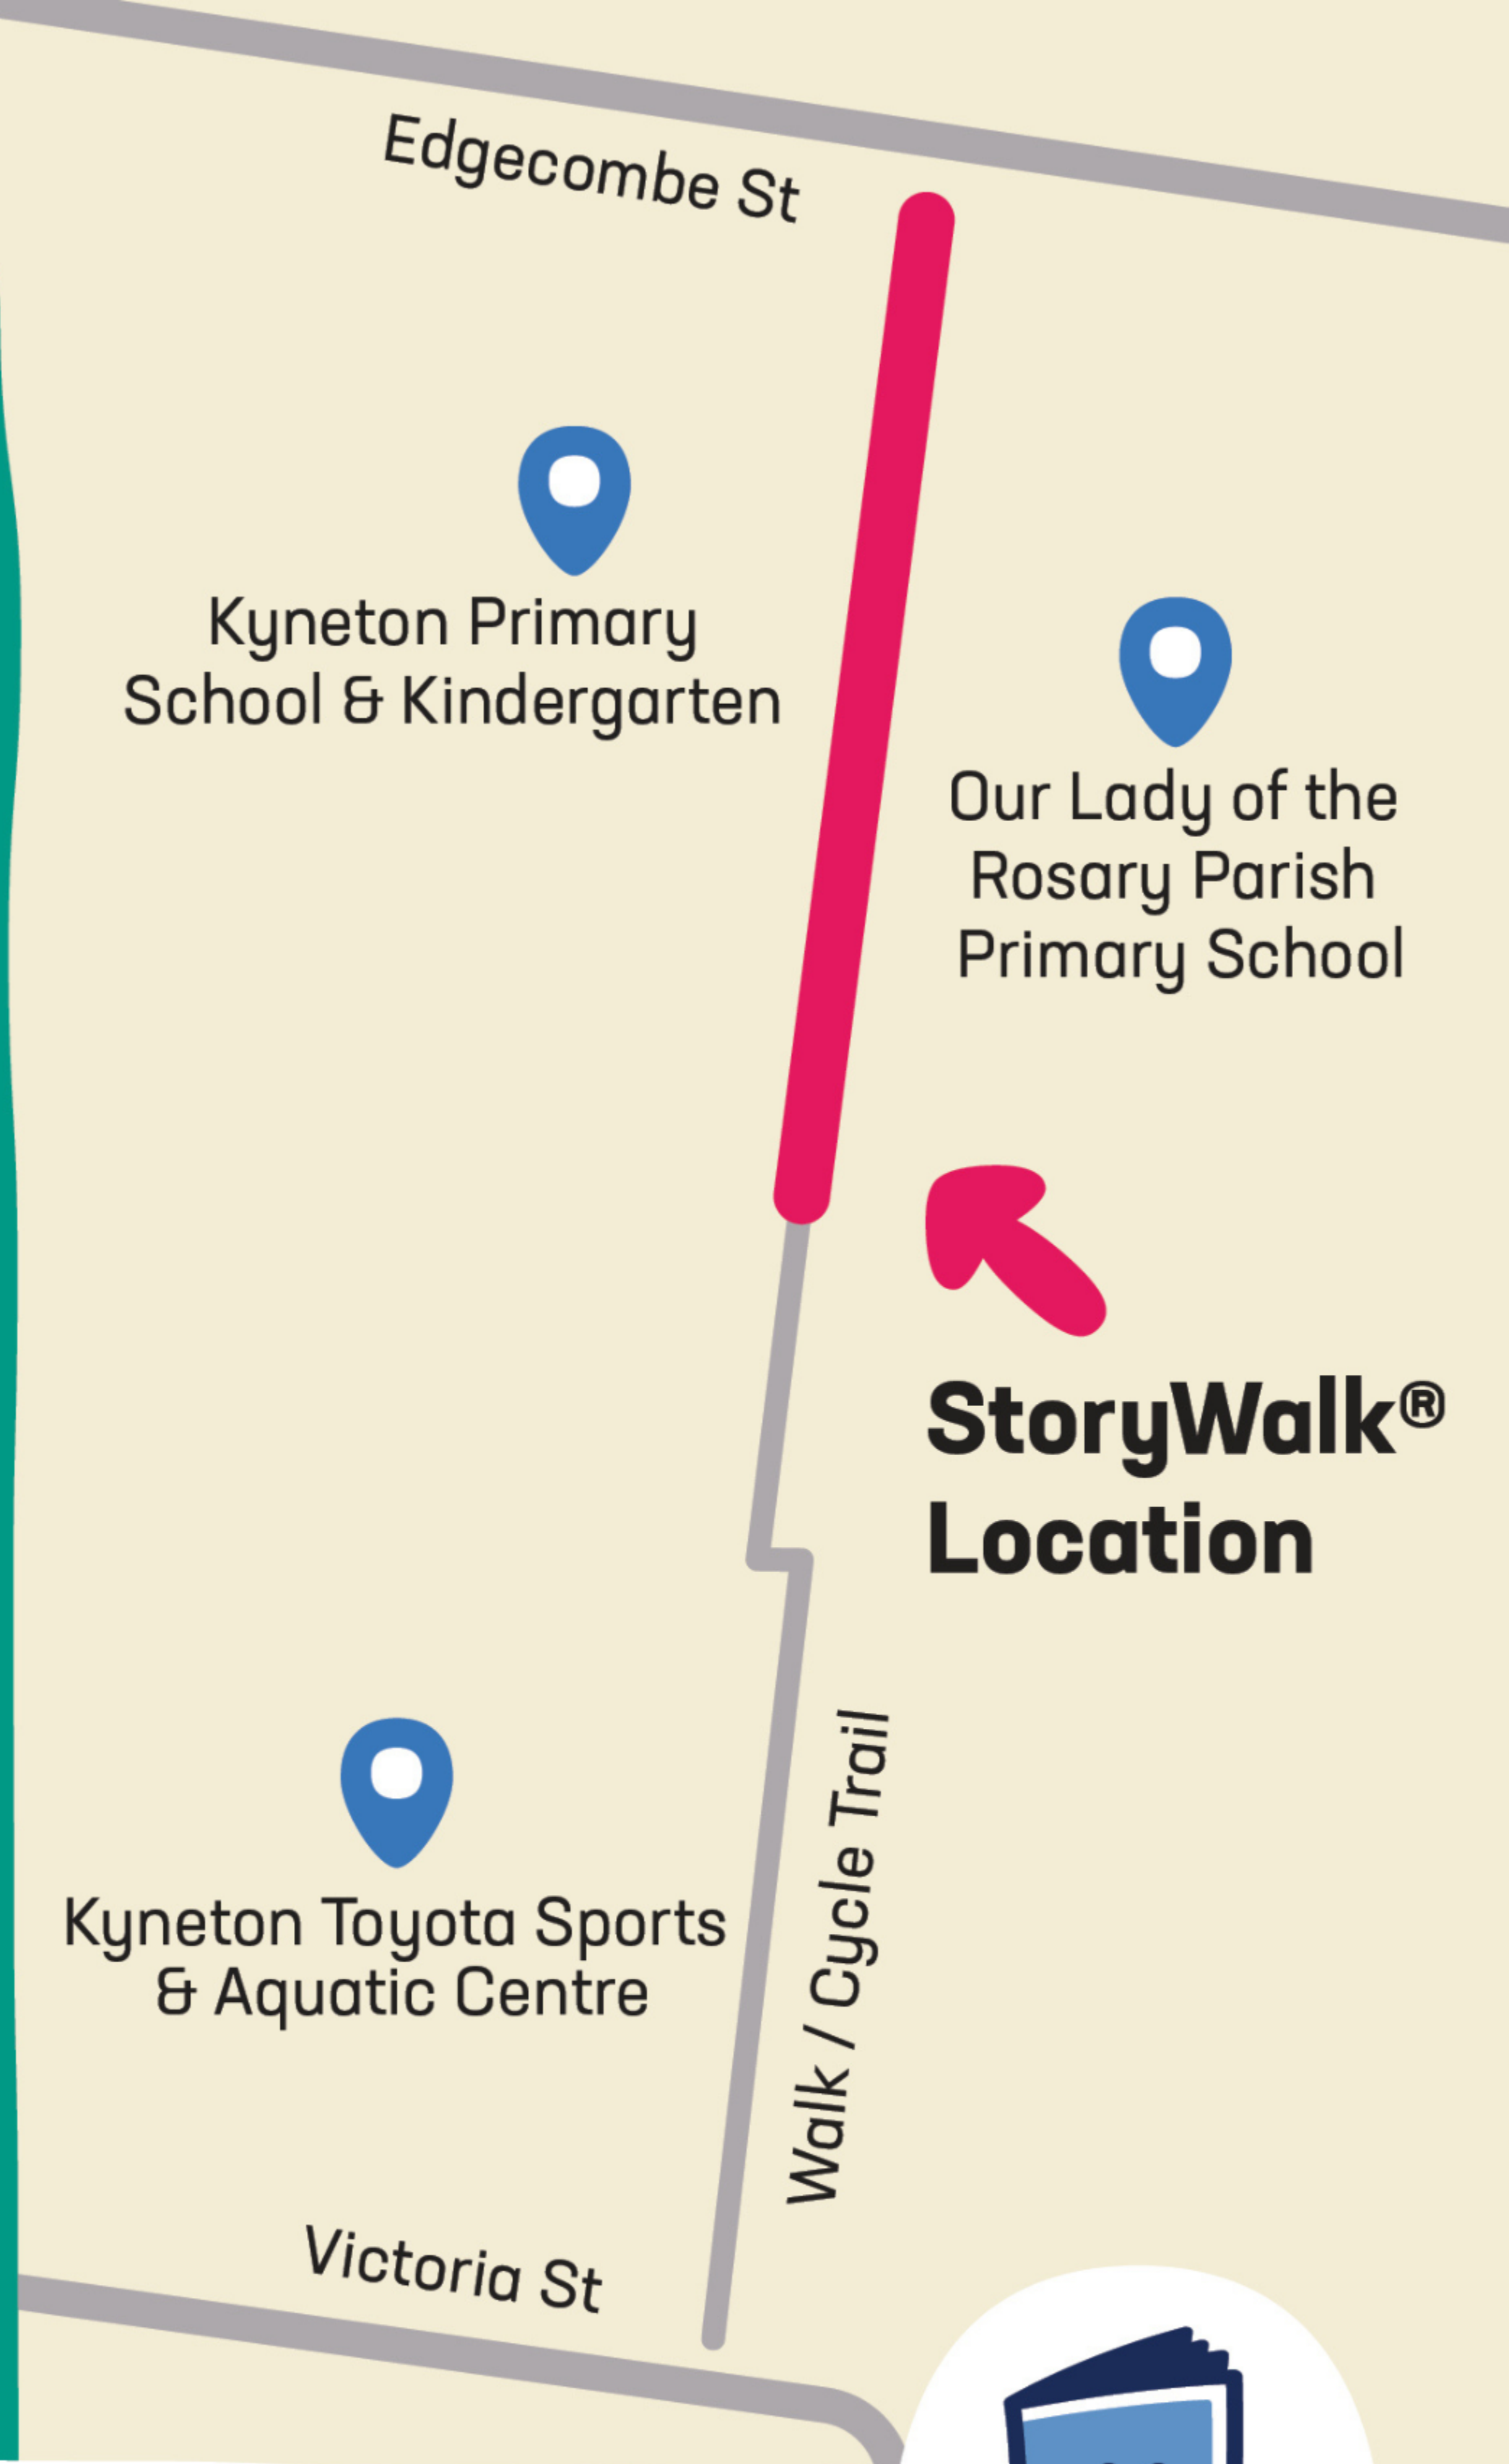 Edgecombe St
Kyneton Primary
School & Kindergarten
Our Lady of the
Rosary Parish
Primary School
StoryWalk®
Location
Walk / Cycle Trail
Kyneton Toyota Sports
& Aquatic Centre
Victoria St